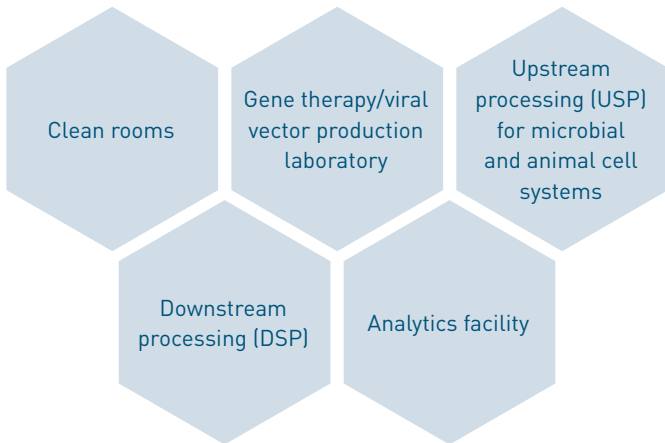 Clean rooms
Gene therapy/viral
vector production
laboratory
Upstream
processing (USP)
for microbial
and animal cell
systems
Downstream
processing (DSP)
Analytics facility